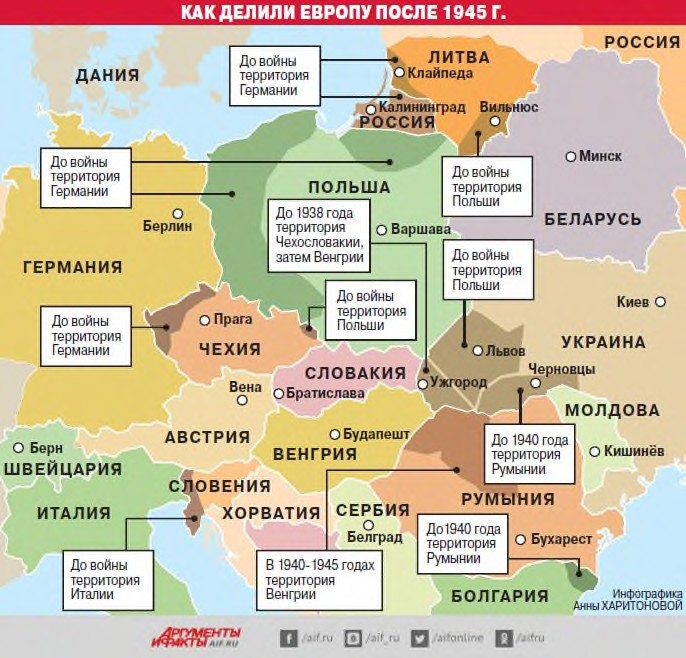 КАК ДЕЛИЛИ ЕВРОПУ ПОСЛЕ 1945 Г.
РОССИЯ
ЛИТВА
ДАНИЯ
До войны
территория
Германии
Клайпеда
Калининград
РОССИЯ
Вильнюс
Минск
БЕЛАРУСЬ
До войны
территория
Германии
ПОЛЬША
До войны
территория
Польши
Берлин
До 1938 года
территория
Чехословакии,
затем Венгрии
Варшава
ГЕРМАНИЯ
До войны
территория
Польши
Киев
До войны
территория
Германии
Прага
ЧЕХИЯ
До войны
территория
Польши
Львов
УКРАИНА
СЛОВАКИЯ
Ужгород
Черновцы
Вена
Братислава
МОЛДОВА
АВСТРИЯ
Будапешт
ВЕНГРИЯ
До 1940 года
территория
Румынии
Кишинёв
Берн
ШВЕЙЦАРИЯ
СЛОВЕНИЯ
ХОРВАТИЯ
СЕРБИЯ
Белград
РУМЫНИЯ
ИТАЛИЯ
До1940 года
территория
Румынии
Бухарест
До войны
территория
Италии
В 1940-1945 годах
территория
Венгрии
БОЛГАРИЯ
Инфографика
Анны ХАРИТОНОВОЙ
АРГУМЕНТЫ
И ФАКТЫ AIF.RU
f /aif.ru
В /aif_ru
/aifonline
/aifru